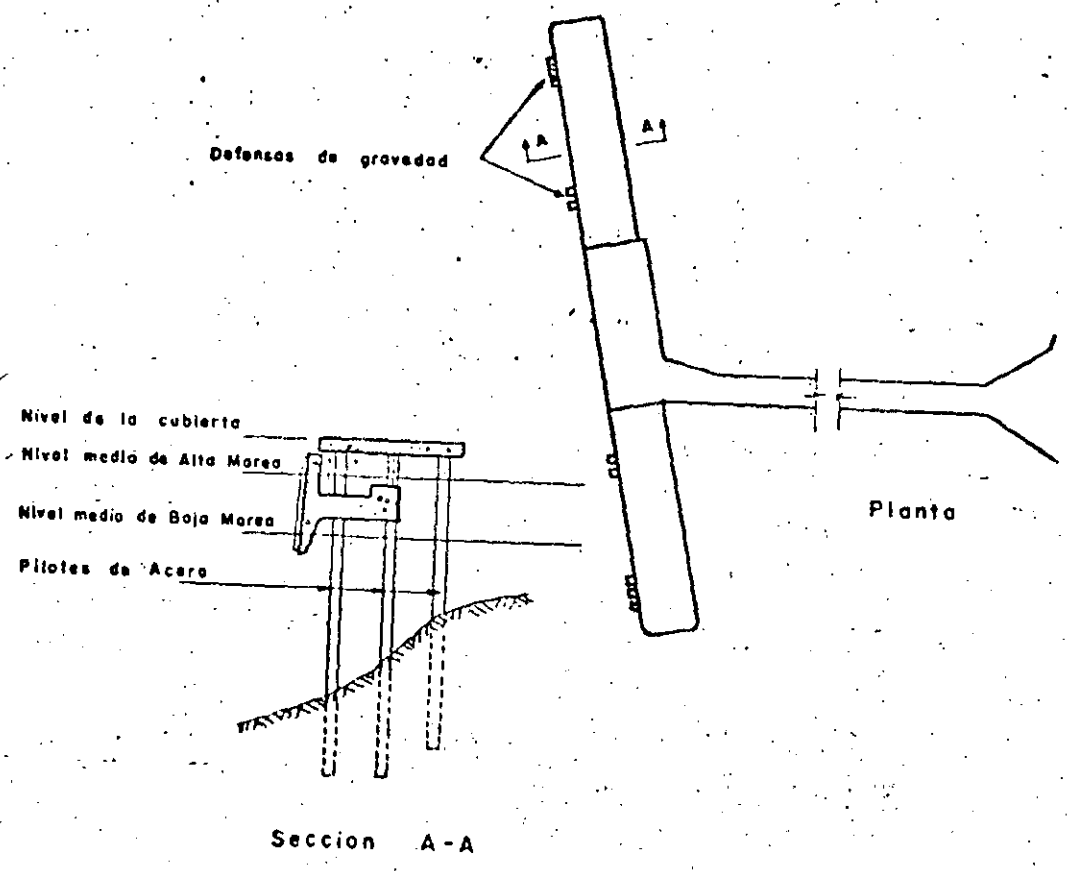 A
A
Defensas de gravedad
Nivel de la cubierta
Nivel medio de Alta Marea
Planta
Nivel medio de Baja Marea
Pilotes de Acero
Seccion A-A